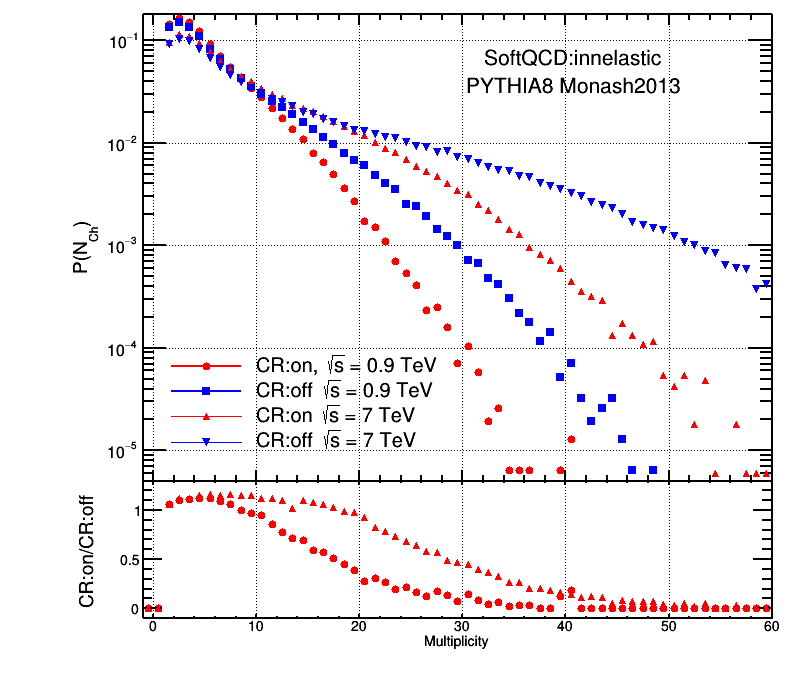 SoftQCD:innelastic
PYTHIA8 Monash2013
P(N_Ch)
10⁻¹
10⁻²
10⁻³
10⁻⁴
10⁻⁵
CR:on, √s = 0.9 TeV
CR:off √s = 0.9 TeV
CR:on √s = 7 TeV
CR:off √s = 7 TeV
CR:on/CR:off
1
0.5
0
0 10 20 30 40 50 60
Multiplicity